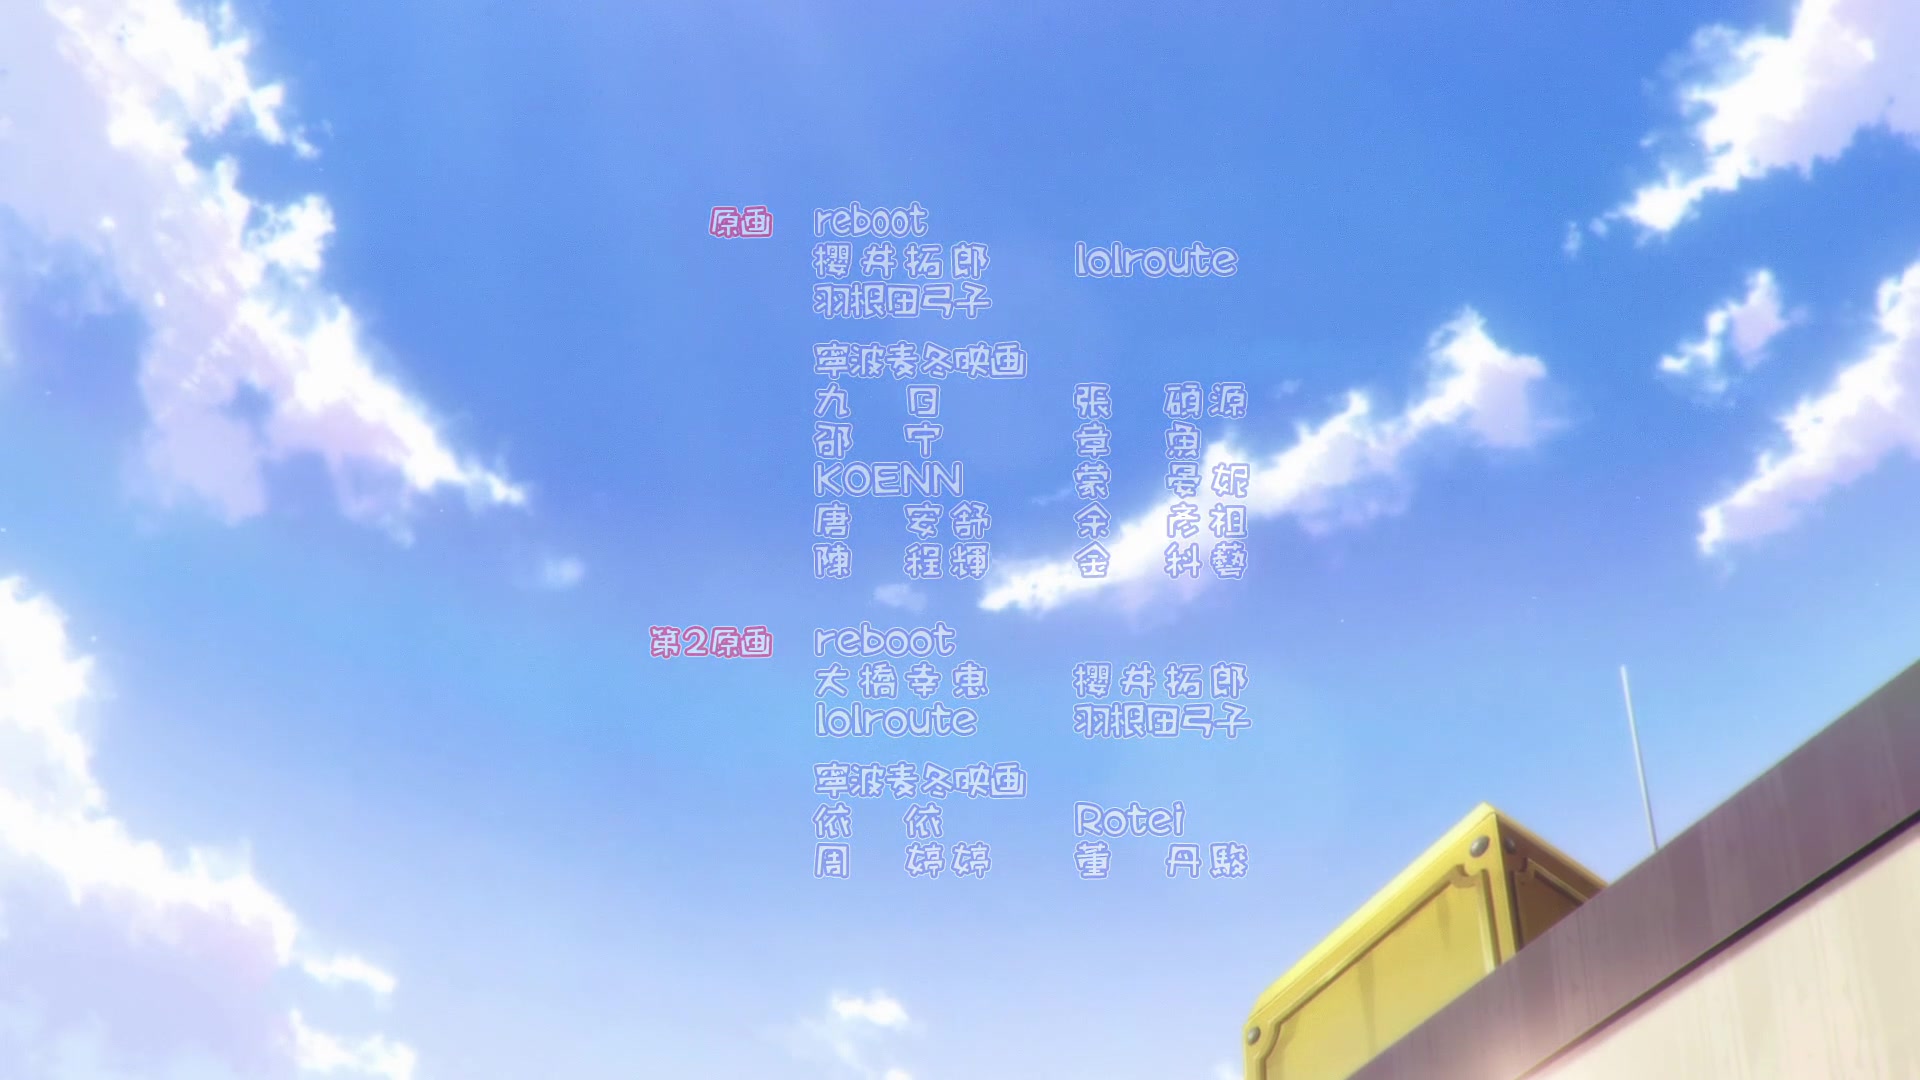 原画 reboot
櫻井拓郎 lolroute
羽根田弓子
寧波麦冬映画
九 囧 張 碩源
邵 宁 章 魚
KOENN 蒙 晏妮
唐 安舒 余 彦祖
陳 程輝 金 科藝
第2原画 reboot
大橋幸恵 櫻井拓郎
lolroute 羽根田弓子
寧波麦冬映画
依 依 Rotei
周 婷婷 董 丹駿